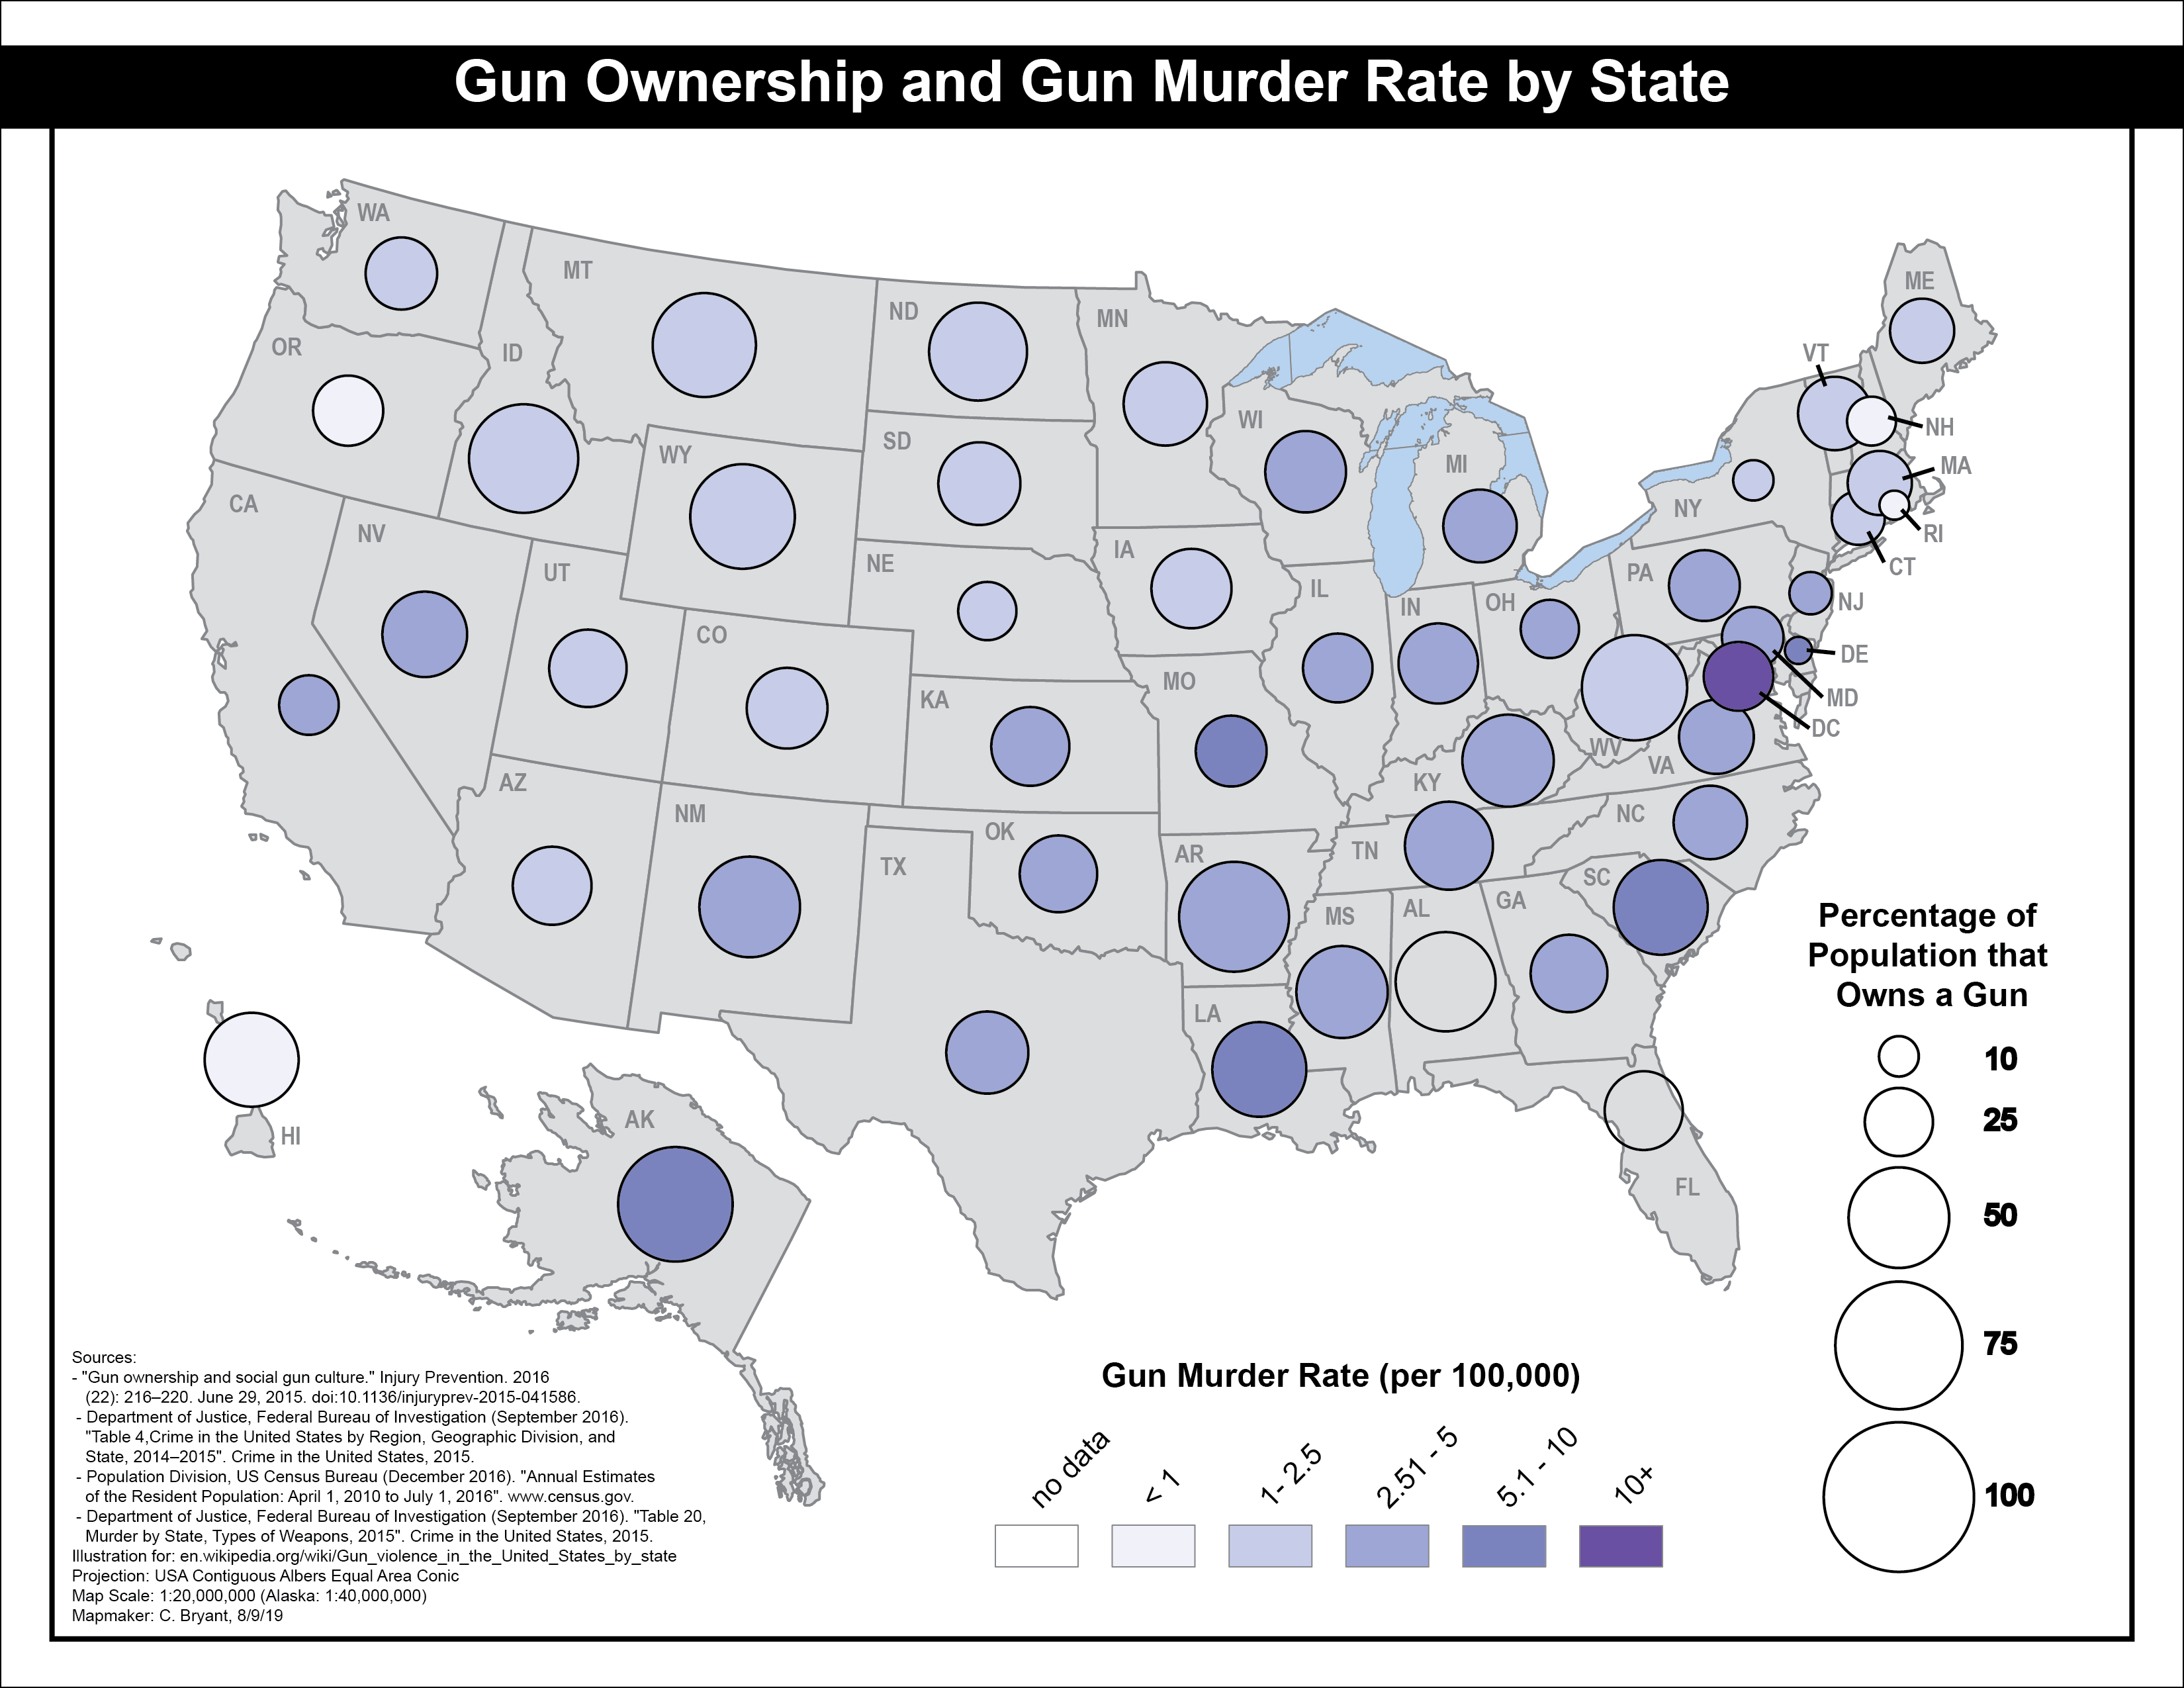 Gun Ownership and Gun Murder Rate by State
WA
MT
ND
MN
ME
OR
ID
VT
WI
NH
SD
WY
MI
MA
CA
NY
NV
RI
IA
NE
UT
CT
PA
IL
IN
OH
NJ
CO
DE
MO
KA
MD
DC
WV
VA
KY
AZ
NM
NC
OK
TN
AR
TX
SC
GA
AL
MS
LA
AK
HI
FL
Percentage of
Population that
Owns a Gun
10
25
50
75
100
Gun Murder Rate (per 100,000)
no data
< 1
1- 2.5
2.51 - 5
5.1 - 10
10+
Sources:
- "Gun ownership and social gun culture." Injury Prevention. 2016
(22): 216–220. June 29, 2015. doi:10.1136/injuryprev-2015-041586.
- Department of Justice, Federal Bureau of Investigation (September 2016).
"Table 4,Crime in the United States by Region, Geographic Division, and
State, 2014–2015". Crime in the United States, 2015.
- Population Division, US Census Bureau (December 2016). "Annual Estimates
of the Resident Population: April 1, 2010 to July 1, 2016". www.census.gov.
- Department of Justice, Federal Bureau of Investigation (September 2016). "Table 20,
Murder by State, Types of Weapons, 2015". Crime in the United States, 2015.
Illustration for: en.wikipedia.org/wiki/Gun_violence_in_the_United_States_by_state
Projection: USA Contiguous Albers Equal Area Conic
Map Scale: 1:20,000,000 (Alaska: 1:40,000,000)
Mapmaker: C. Bryant, 8/9/19